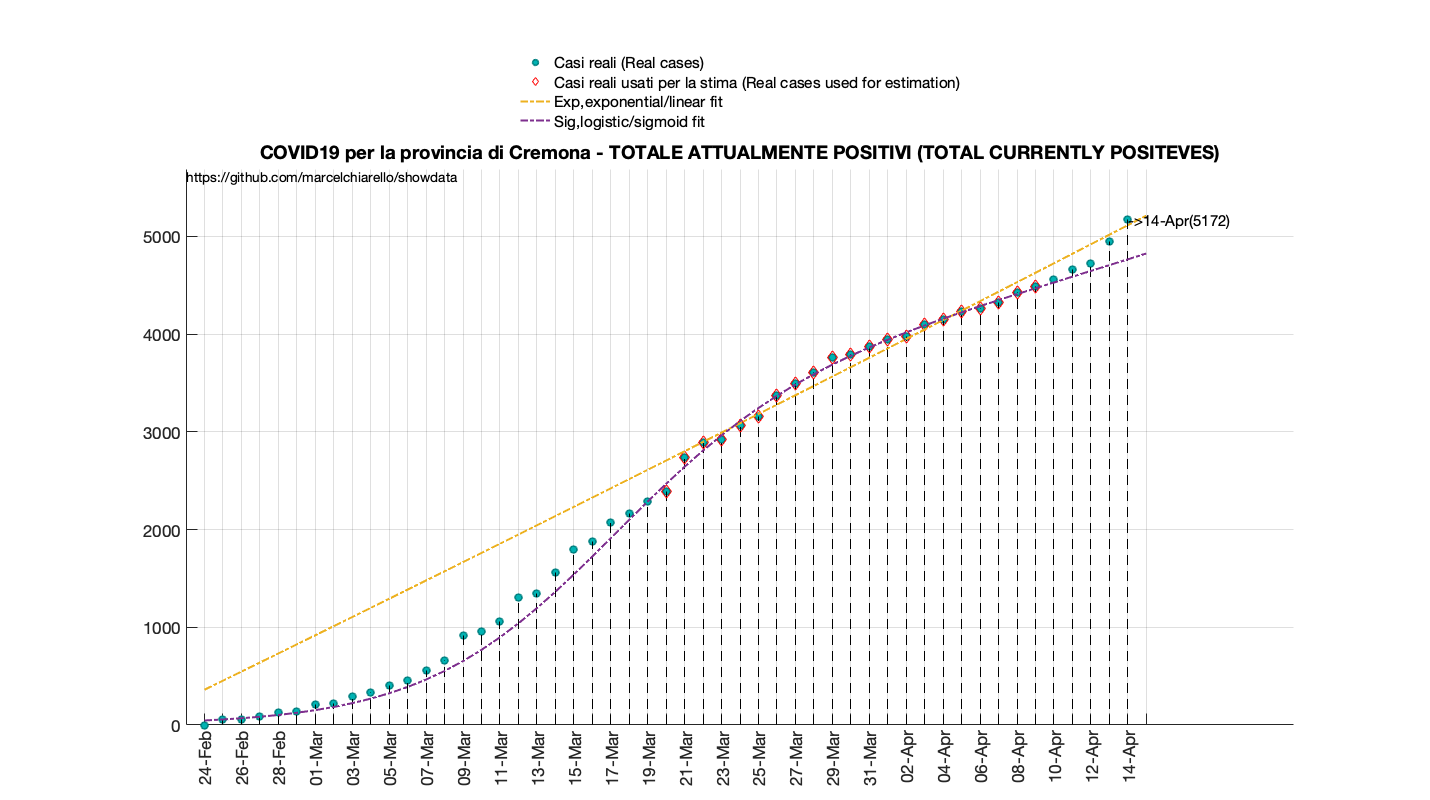 Casi reali (Real cases)
Casi reali usati per la stima (Real cases used for estimation)
Exp,exponential/linear fit
Sig,logistic/sigmoid fit
COVID19 per la provincia di Cremona - TOTALE ATTUALMENTE POSITIVI (TOTAL CURRENTLY POSITEVES)
https://github.com/marcelchiarello/showdata
->14-Apr(5172)
5000
4000
3000
2000
1000
0
24-Feb
26-Feb
28-Feb
01-Mar
03-Mar
05-Mar
07-Mar
09-Mar
11-Mar
13-Mar
15-Mar
17-Mar
19-Mar
21-Mar
23-Mar
25-Mar
27-Mar
29-Mar
31-Mar
02-Apr
04-Apr
06-Apr
08-Apr
10-Apr
12-Apr
14-Apr